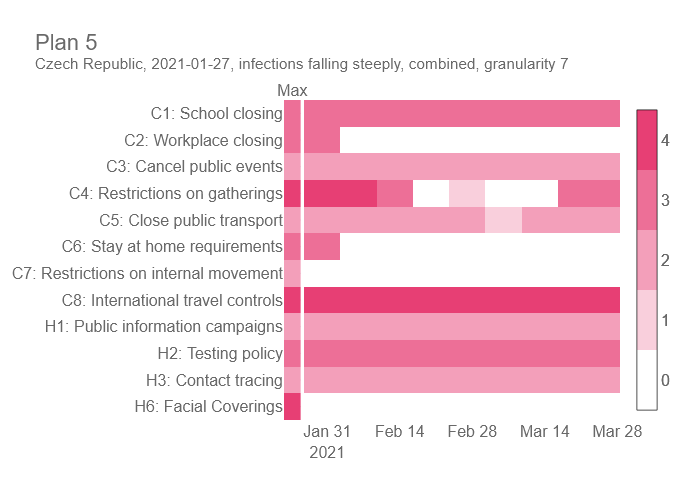 Plan 5
Czech Republic, 2021-01-27, infections falling steeply, combined, granularity 7
Max
C1: School closing
C2: Workplace closing
C3: Cancel public events
C4: Restrictions on gatherings
C5: Close public transport
C6: Stay at home requirements
C7: Restrictions on internal movement
C8: International travel controls
H1: Public information campaigns
H2: Testing policy
H3: Contact tracing
H6: Facial Coverings
Jan 31 Feb 14 Feb 28 Mar 14 Mar 28
2021
4
3
2
1
0